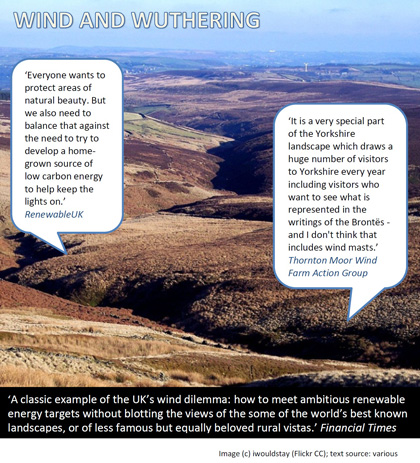 WIND AND WUTHERING
‘Everyone wants to
protect areas of
natural beauty. But
we also need to
balance that against
the need to try to
develop a home-
grown source of
low carbon energy
to help keep the
lights on.’
RenewableUK
‘It is a very special part
of the Yorkshire
landscape which draws a
huge number of visitors
to Yorkshire every year
including visitors who
want to see what is
represented in the
writings of the Brontës -
and I don't think that
includes wind masts.’
Thornton Moor Wind
Farm Action Group
‘A classic example of the UK’s wind dilemma: how to meet ambitious renewable
energy targets without blotting the views of the some of the world’s best known
landscapes, or of less famous but equally beloved rural vistas.’ Financial Times
Image (c) iwouldstay (Flickr CC); text source: various